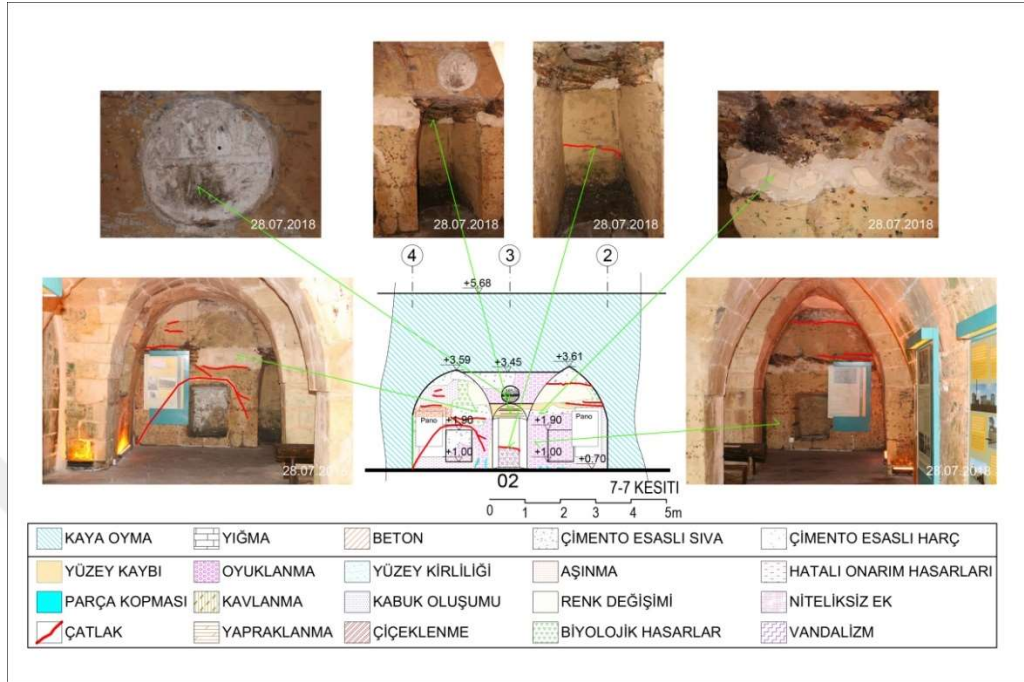 28.07.2018
28.07.2018
28.07.2018
28.07.2018
4 3 2
+5.68
28.07.2018
28.07.2018
+3.59 +3.45 +3.61
Pano +1.90 +1.90 Pano
+1.00 +1.00 +0.70
02
7-7 KESITI
0 1 2 3 4 5m
KAYA OYMA YIĞMA BETON ÇİMENTO ESASLI SIVA ÇİMENTO ESASLI HARÇ
YÜZEY KAYBI OYUKLANMA YÜZEY KİRLİLİĞİ AŞINMA HATALI ONARIM HASARLARI
PARÇA KOPMASI KAVLANMA KABUK OLUŞUMU RENK DEĞİŞİMİ NİTELİKSİZ EK
ÇATLAK YAPRAKLANMA ÇİÇEKLENME BİYOLOJİK HASARLAR VANDALİZM